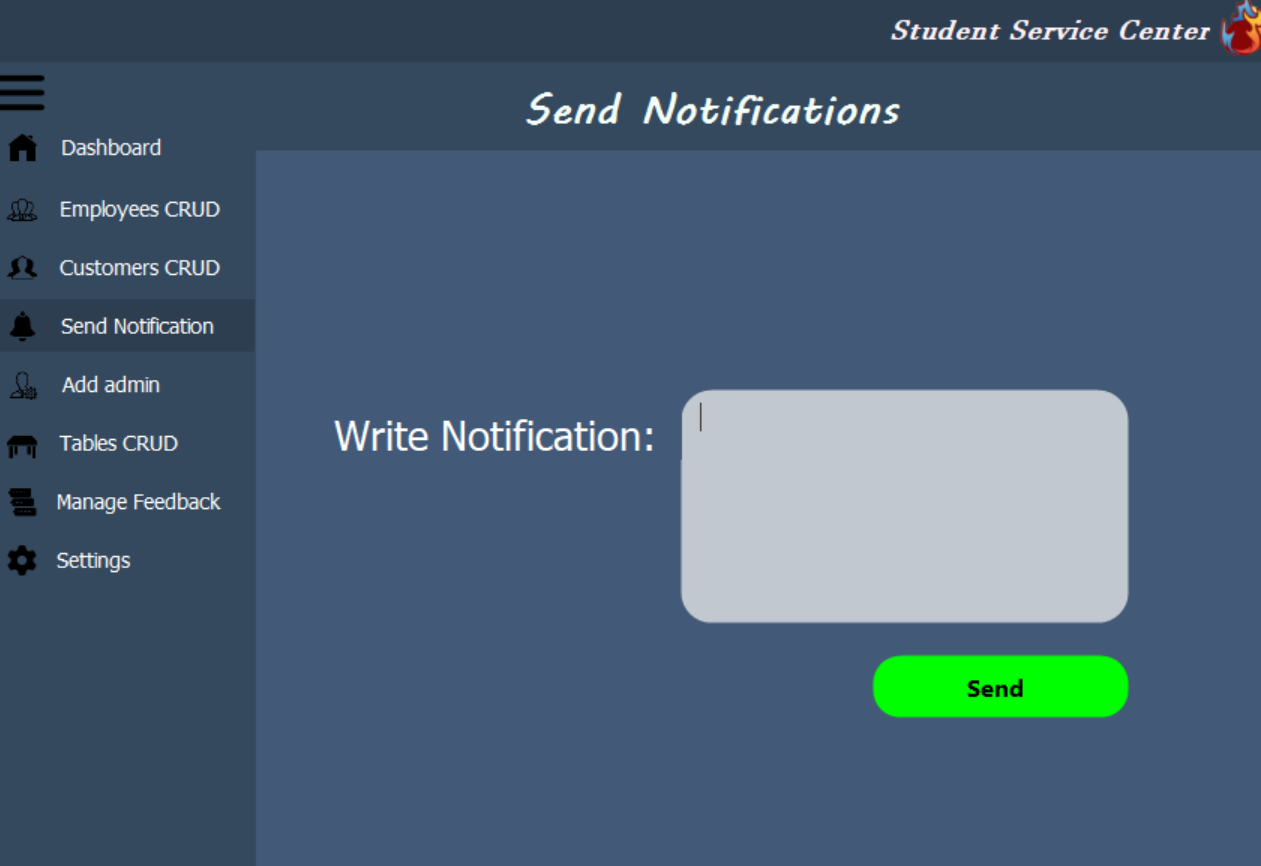 Student Service Center
Send Notifications
Dashboard
Employees CRUD
Customers CRUD
Send Notification
Add admin
Tables CRUD
Manage Feedback
Settings
Write Notification:
Send